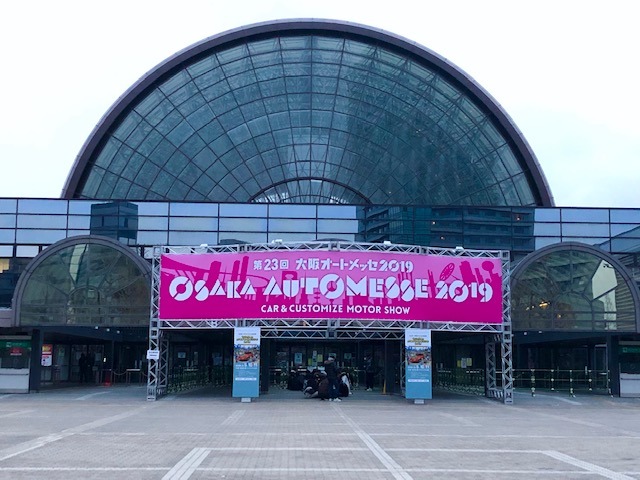 第23回 大阪オートメッセ2019
OSAKA AUTOMESSE 2019
CAR & CUSTOMIZE MOTOR SHOW